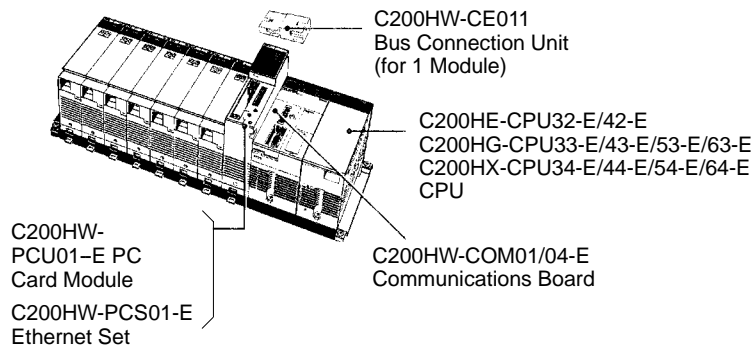 C200HW-CE011
Bus Connection Unit
(for 1 Module)
C200HE-CPU32-E/42-E
C200HG-CPU33-E/43-E/53-E/63-E
C200HX-CPU34-E/44-E/54-E/64-E
CPU
C200HW-
PCU01–E PC
Card Module
C200HW-PCS01-E
Ethernet Set
C200HW-COM01/04-E
Communications Board